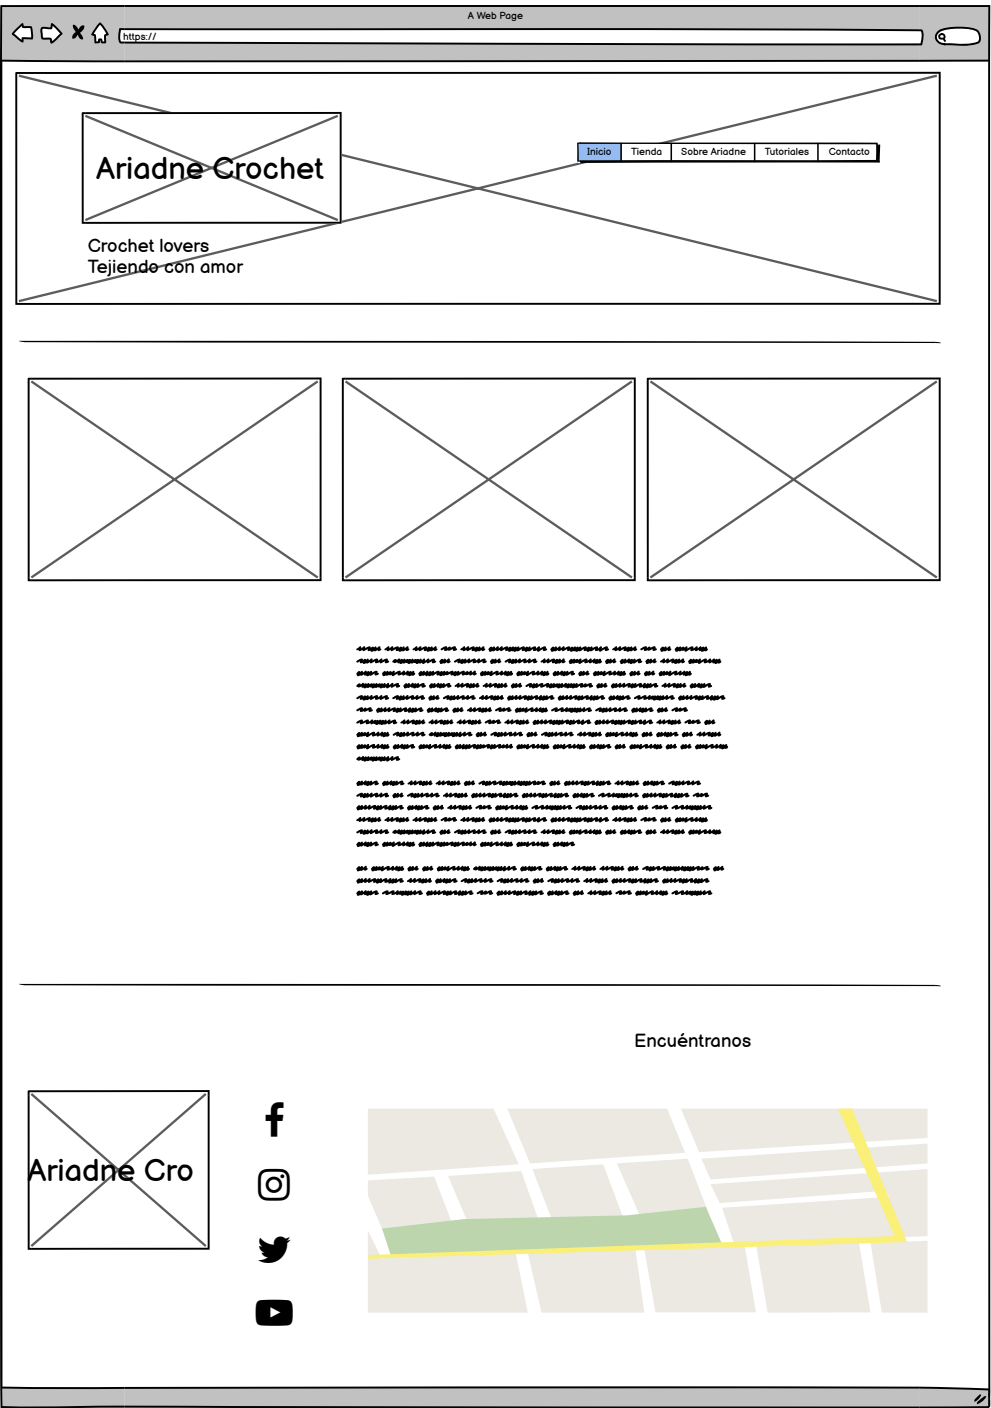 A Web Page
https://
Ariadne Crochet
Inicio Tienda Sobre Ariadne Tutoriales Contacto
Crochet lovers
Tejiendo con amor
Encuéntranos
Ariadne Cro